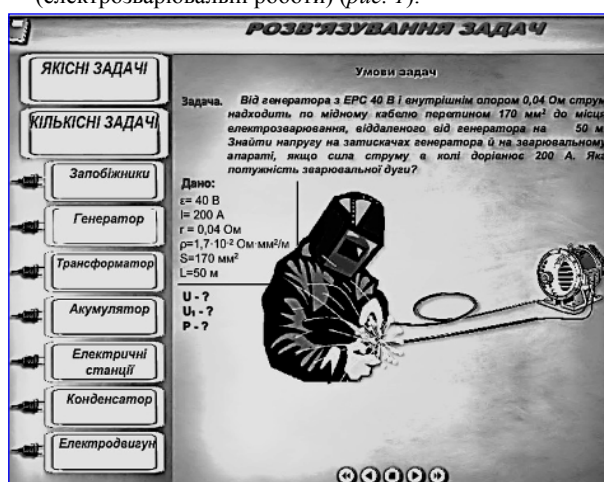 (електрозварювальні роботи) (рис. 1).
РОЗВ'ЯЗУВАННЯ ЗАДАЧ
ЯКІСНІ ЗАДАЧІ
КІЛЬКІСНІ ЗАДАЧІ
Запобіжники
Генератор
Трансформатор
Акумулятор
Електричні
станції
Конденсатор
Електродвигун
Умови задач
Задача. Від генератора з ЕРС 40 В і внутрішнім опором 0,04 Ом струм
надходить по мідному кабелю перетином 170 мм² до місця
електрозварювання, віддаленого від генератора на 50 м
Знайти напругу на затискачах генератора й на зварювальному
апараті, якщо сила струму в колі дорівнює 200 А. Яка
потужність зварювальної дуги?
Дано:
ε= 40 В
I= 200 А
r = 0,04 Ом
ρ=1,7·10⁻² Ом·мм²/м
S=170 мм²
L=50 м
U - ?
U₁ - ?
P - ?